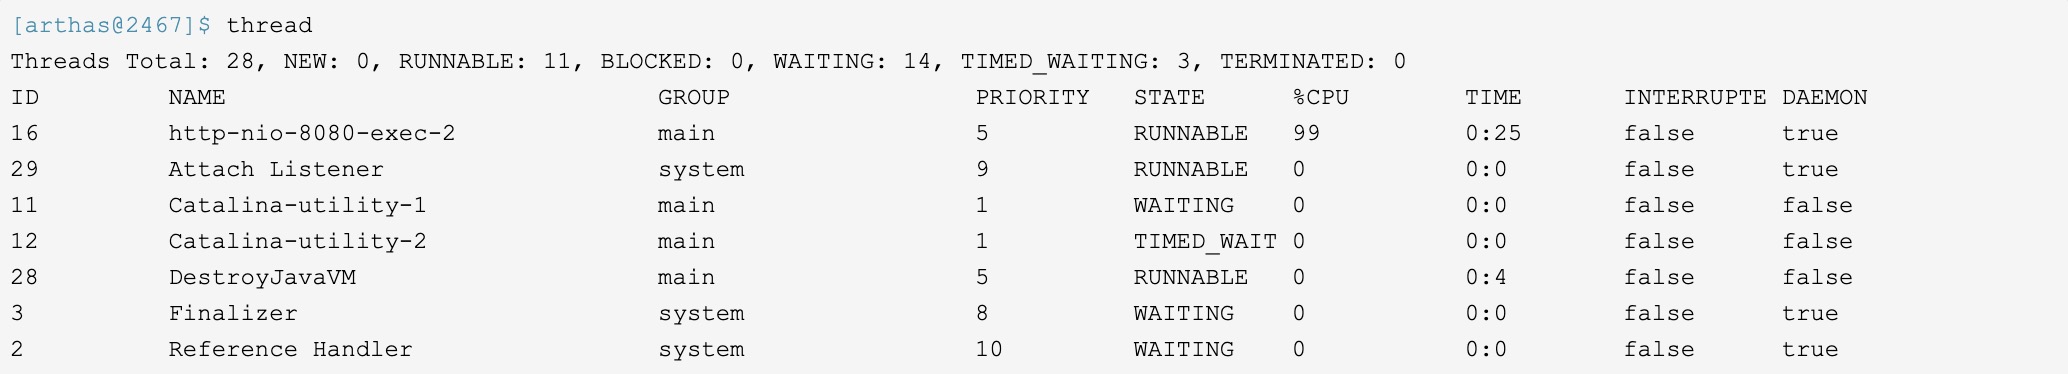 [arthas@2467]$ thread
Threads Total: 28, NEW: 0, RUNNABLE: 11, BLOCKED: 0, WAITING: 14, TIMED_WAITING: 3, TERMINATED: 0
ID NAME GROUP PRIORITY STATE %CPU TIME INTERRUPTE DAEMON
16 http-nio-8080-exec-2 main 5 RUNNABLE 99 0:25 false true
29 Attach Listener system 9 RUNNABLE 0 0:0 false true
11 Catalina-utility-1 main 1 WAITING 0 0:0 false false
12 Catalina-utility-2 main 1 TIMED_WAIT 0 0:0 false false
28 DestroyJavaVM main 5 RUNNABLE 0 0:4 false false
3 Finalizer system 8 WAITING 0 0:0 false true
2 Reference Handler system 10 WAITING 0 0:0 false true